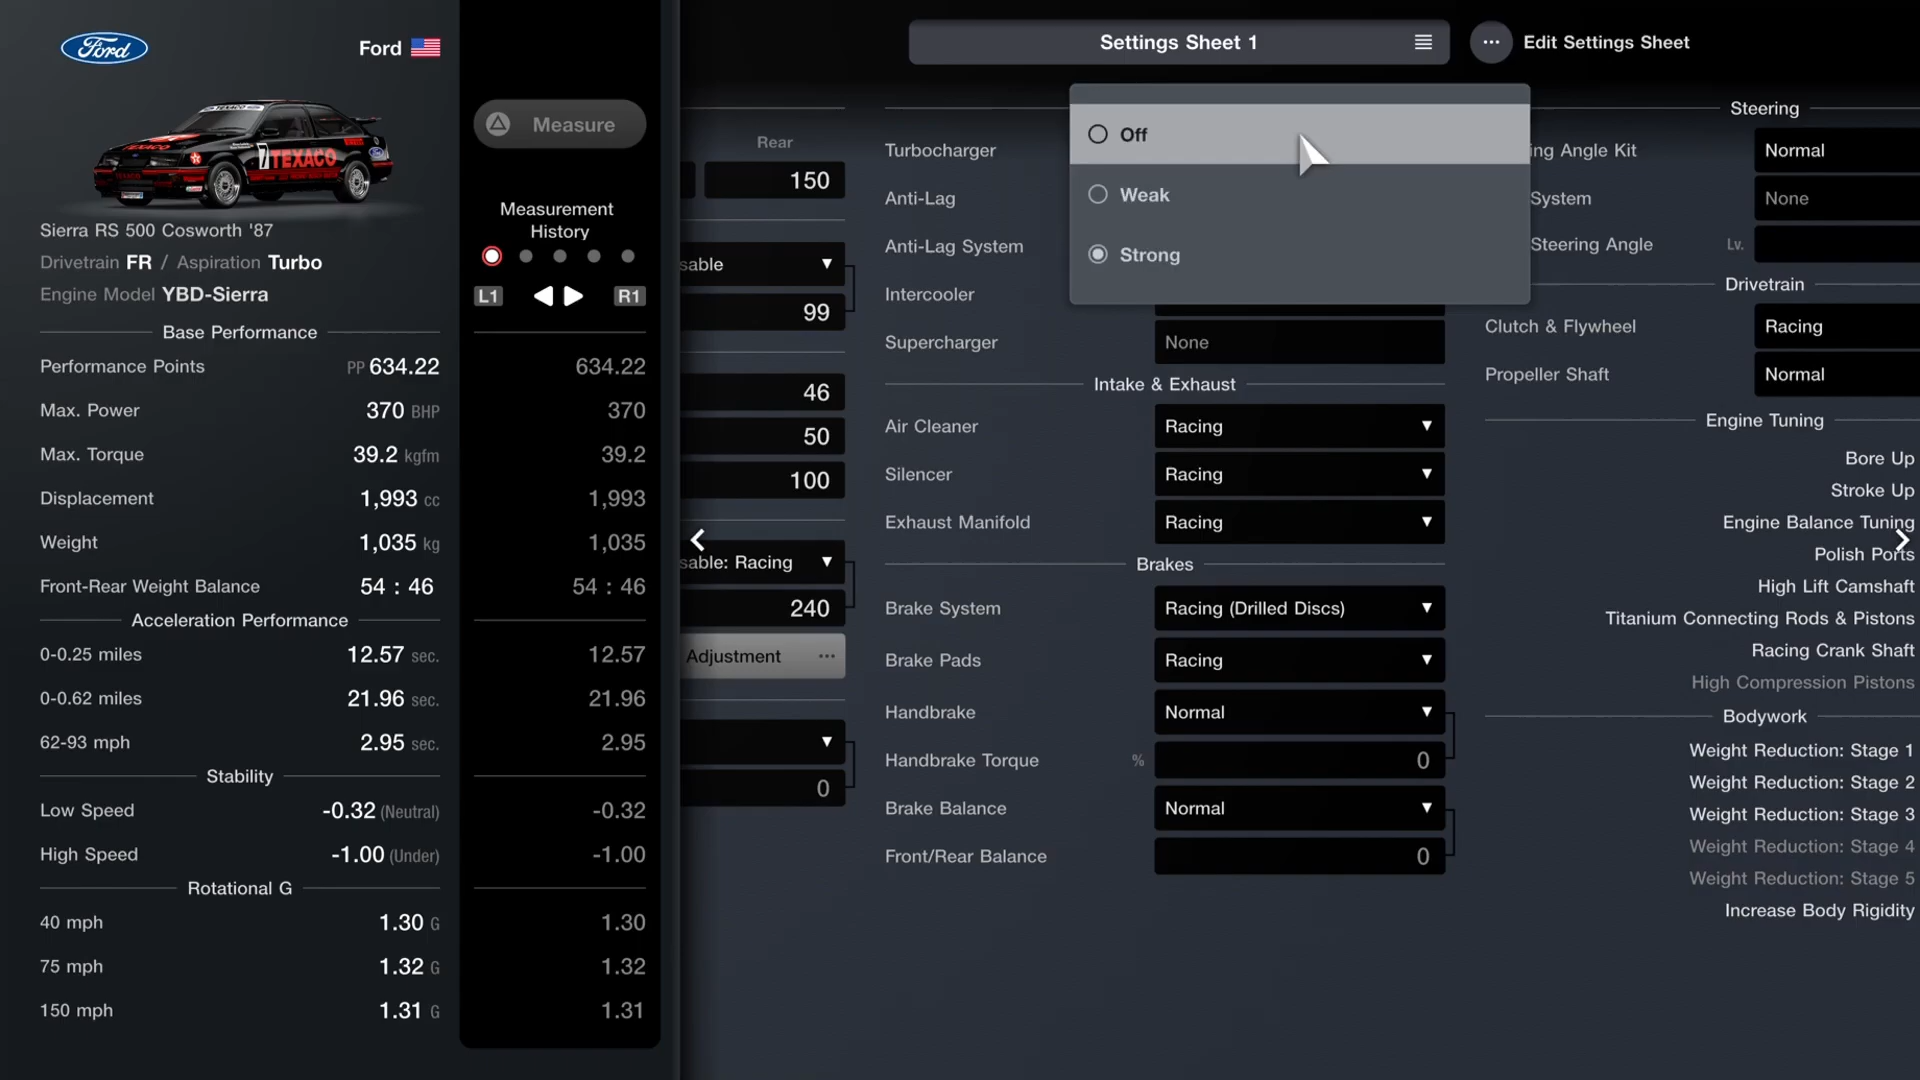 Ford
Ford
TEXACO
7 TEXACO
Sierra RS 500 Cosworth '87
Drivetrain FR / Aspiration Turbo
Engine Model YBD-Sierra
Base Performance
Performance Points PP 634.22
Max. Power 370 BHP
Max. Torque 39.2 kgfm
Displacement 1,993 cc
Weight 1,035 kg
Front-Rear Weight Balance 54 : 46
Acceleration Performance
0-0.25 miles 12.57 sec.
0-0.62 miles 21.96 sec.
62-93 mph 2.95 sec.
Stability
Low Speed -0.32 (Neutral)
High Speed -1.00 (Under)
Rotational G
40 mph 1.30 G
75 mph 1.32 G
150 mph 1.31 G
Measure
Measurement
History
L1 R1
634.22
370
39.2
1,993
1,035
54 : 46
12.57
21.96
2.95
-0.32
-1.00
1.30
1.32
1.31
Settings Sheet 1
Edit Settings Sheet
Rear
150
sable
99
46
50
100
sable: Racing
240
Adjustment
0
Turbocharger
Anti-Lag
Anti-Lag System
Intercooler
Supercharger None
Off
Weak
Strong
Intake & Exhaust
Air Cleaner Racing
Silencer Racing
Exhaust Manifold Racing
Brakes
Brake System Racing (Drilled Discs)
Brake Pads Racing
Handbrake Normal
Handbrake Torque % 0
Brake Balance Normal
Front/Rear Balance 0
Steering
ing Angle Kit Normal
System None
Steering Angle Lv.
Drivetrain
Clutch & Flywheel Racing
Propeller Shaft Normal
Engine Tuning
Bore Up
Stroke Up
Engine Balance Tuning
Polish Ports
High Lift Camshaft
Titanium Connecting Rods & Pistons
Racing Crank Shaft
High Compression Pistons
Bodywork
Weight Reduction: Stage 1
Weight Reduction: Stage 2
Weight Reduction: Stage 3
Weight Reduction: Stage 4
Weight Reduction: Stage 5
Increase Body Rigidity